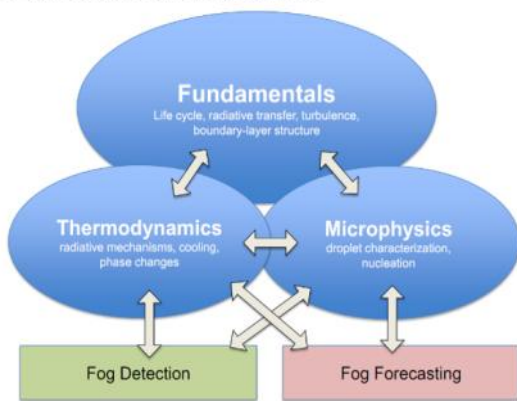 Fundamentals
Life cycle, radiative transfer, turbulence,
boundary-layer structure
Thermodynamics
radiative mechanisms, cooling,
phase changes
Microphysics
droplet characterization,
nucleation
Fog Detection
Fog Forecasting